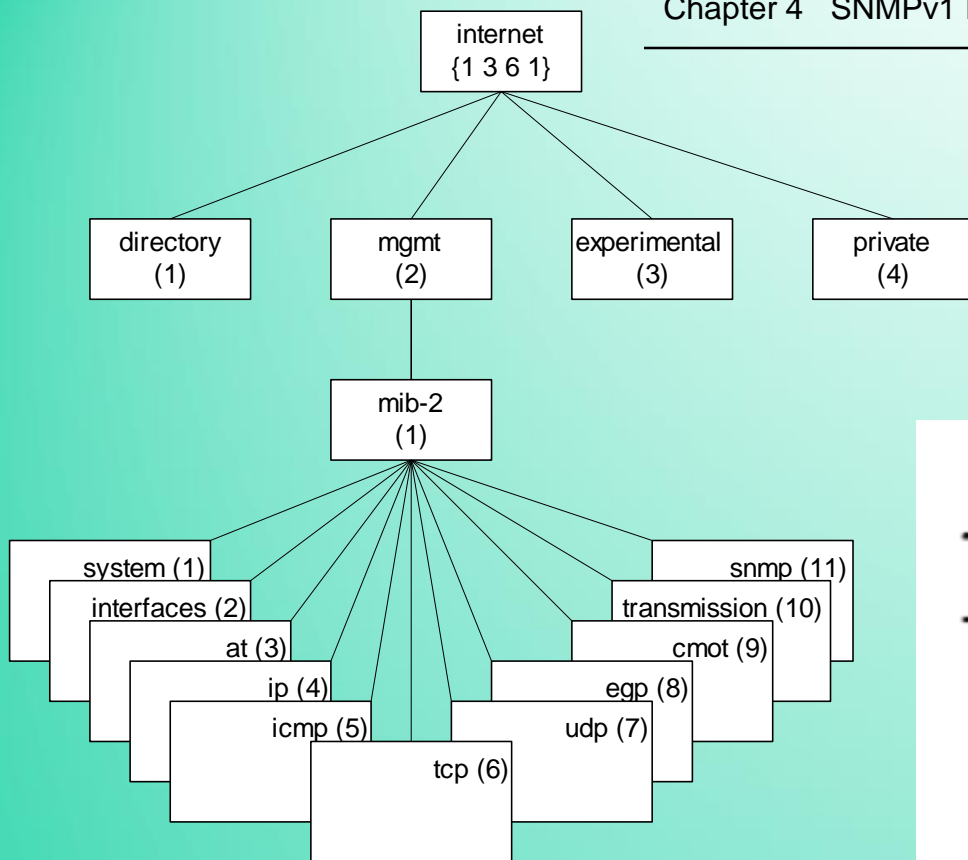 Chapter 4 SNMPv1
internet
{1 3 6 1}
directory
(1)
mgmt
(2)
experimental
(3)
private
(4)
mib-2
(1)
system (1)
interfaces (2)
at (3)
ip (4)
icmp (5)
tcp (6)
udp (7)
egp (8)
cmot (9)
transmission (10)
snmp (11)